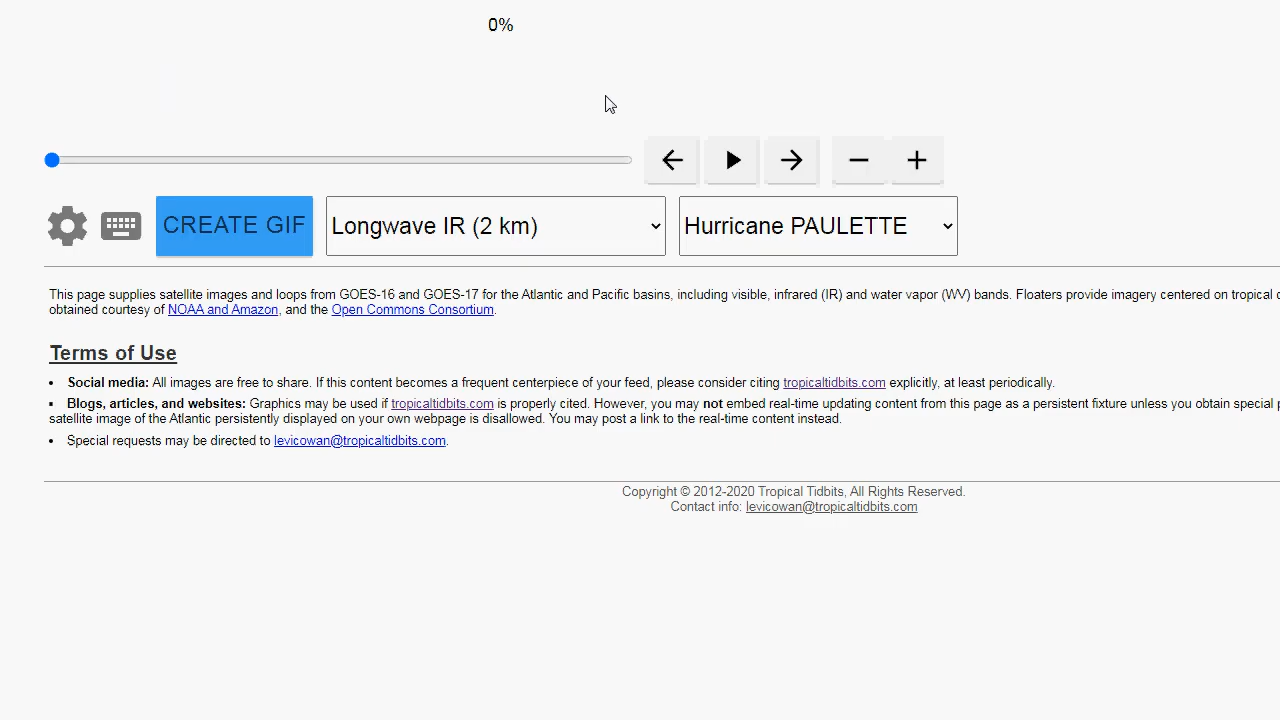 0%
CREATE GIF
Longwave IR (2 km)
Hurricane PAULETTE
This page supplies satellite images and loops from GOES-16 and GOES-17 for the Atlantic and Pacific basins, including visible, infrared (IR) and water vapor (WV) bands. Floaters provide imagery centered on tropical
obtained courtesy of NOAA and Amazon, and the Open Commons Consortium.
Terms of Use
• Social media: All images are free to share. If this content becomes a frequent centerpiece of your feed, please consider citing tropicaltidbits.com explicitly, at least periodically.
▪ Blogs, articles, and websites: Graphics may be used if tropicaltidbits.com is properly cited. However, you may not embed real-time updating content from this page as a persistent fixture unless you obtain special
satellite image of the Atlantic persistently displayed on your own webpage is disallowed. You may post a link to the real-time content instead.
• Special requests may be directed to levicowan@tropicaltidbits.com.
Copyright © 2012-2020 Tropical Tidbits, All Rights Reserved.
Contact info: levicowan@tropicaltidbits.com